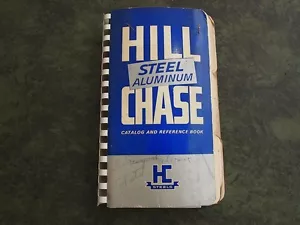 HILL
STEEL
ALUMINUM
CHASE
CATALOG AND REFERENCE BOOK
HC
STEELS